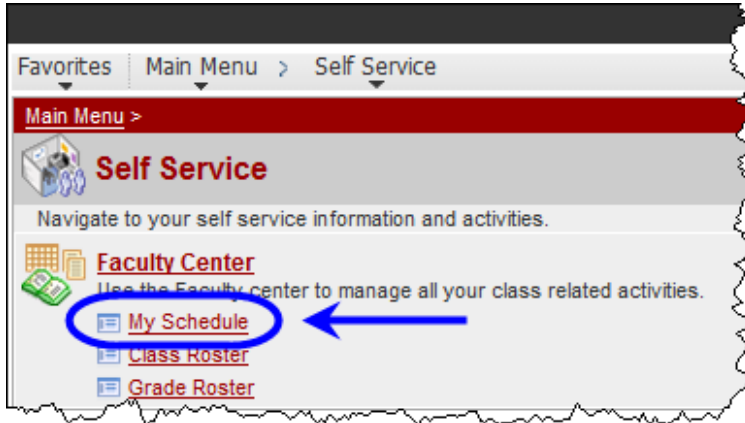 Favorites Main Menu > Self Service
Main Menu >
Self Service
Navigate to your self service information and activities.
Faculty Center
Use the Faculty center to manage all your class related activities.
My Schedule
Class Roster
Grade Roster